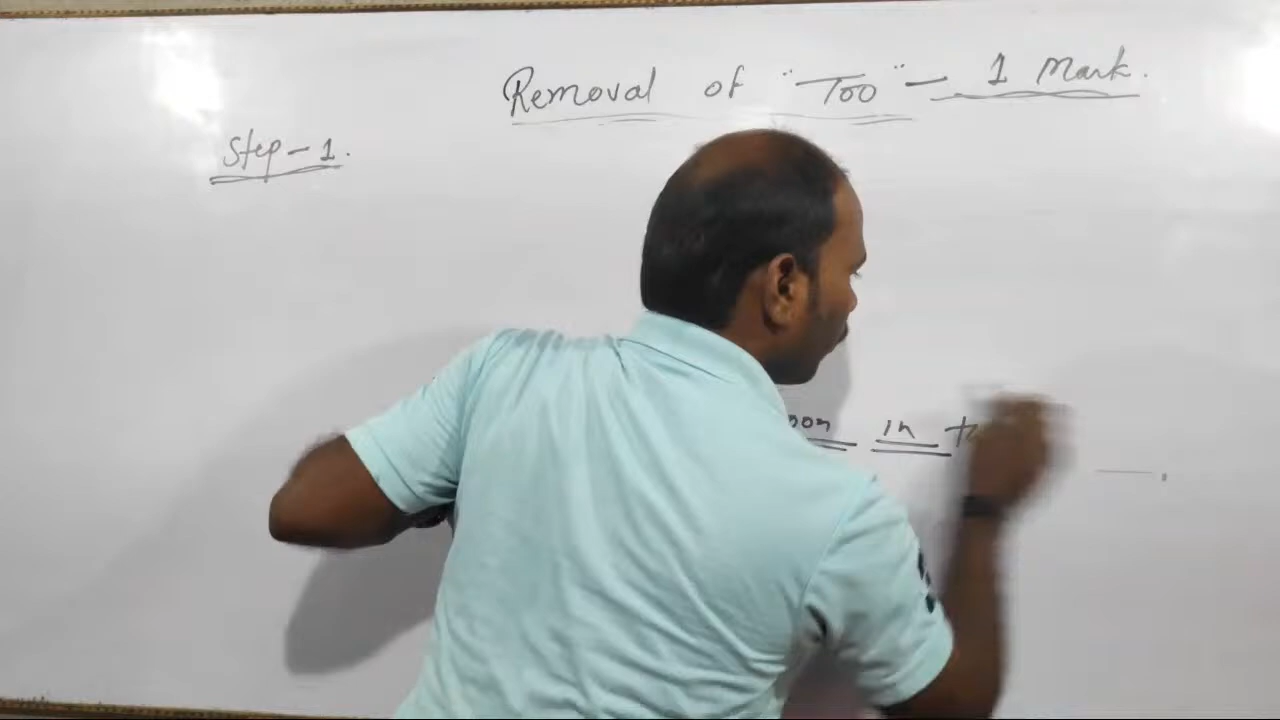 Removal of "Too" - 1 Mark.
Step - 1.
in